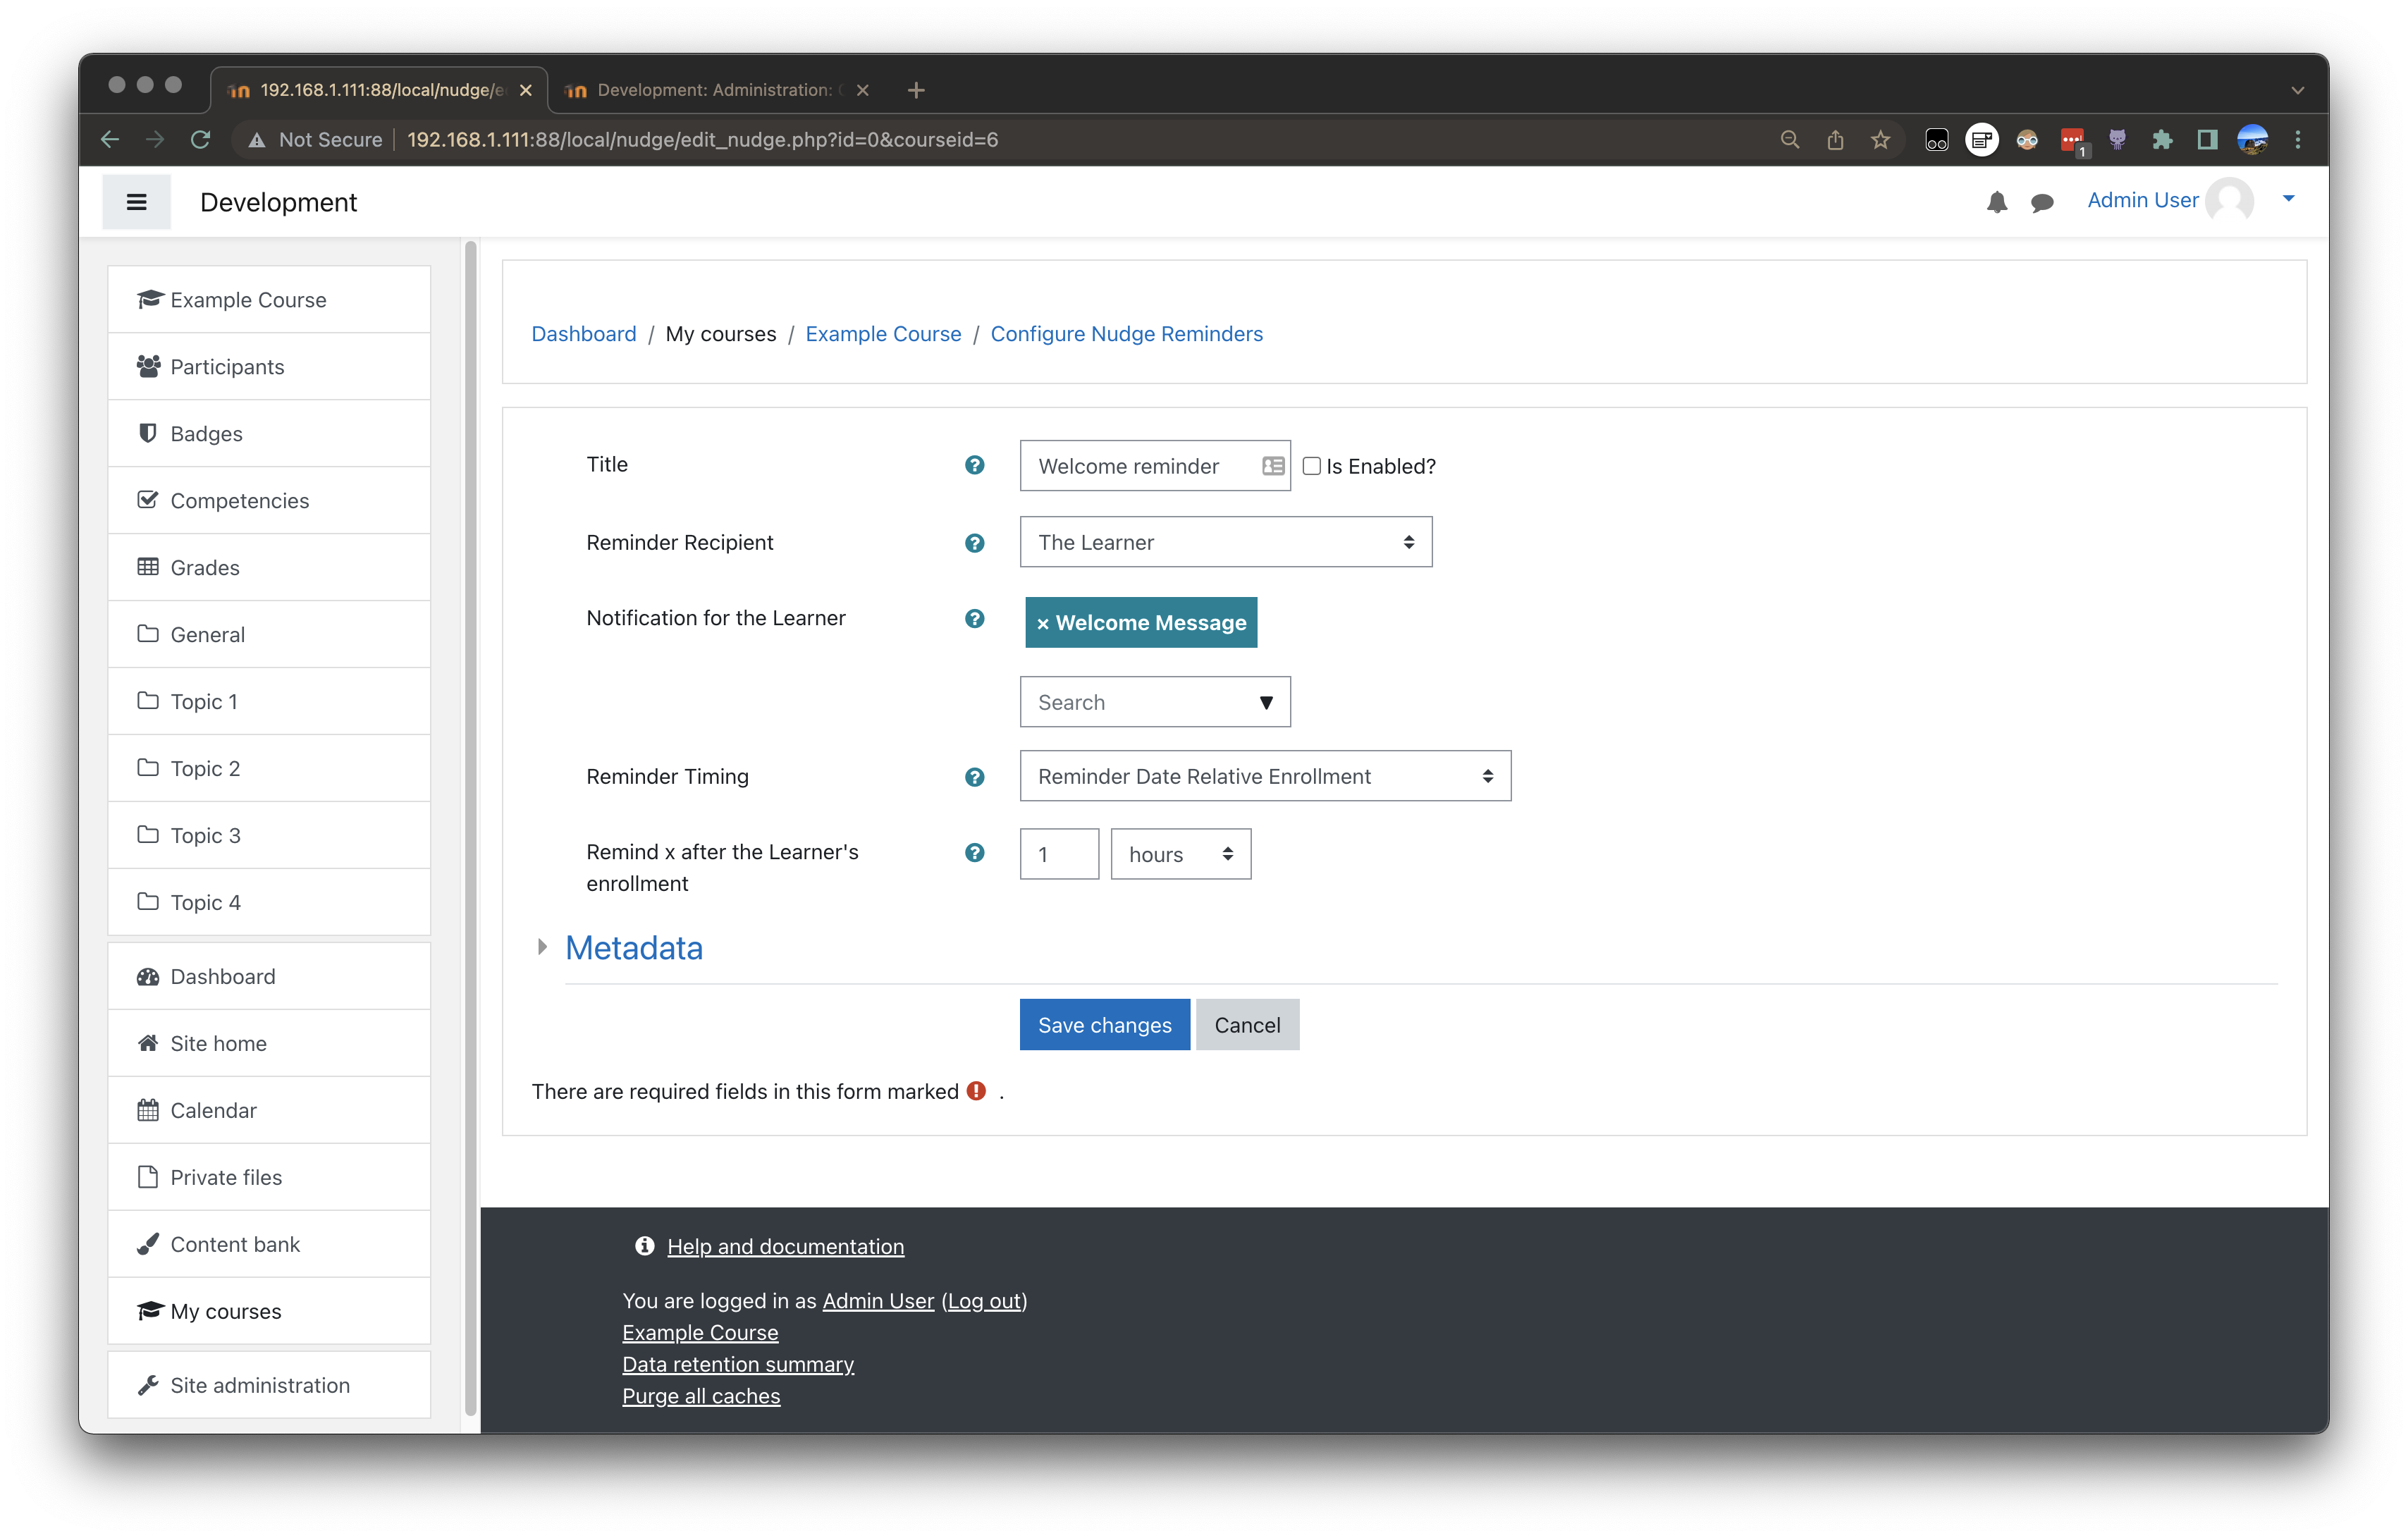 192.168.1.111:88/local/nudge/e
Development: Administration:
Not Secure 192.168.1.111:88/local/nudge/edit_nudge.php?id=0&courseid=6
1
Development
Admin User
Example Course
Participants
Badges
Competencies
Grades
General
Topic 1
Topic 2
Topic 3
Topic 4
Dashboard
Site home
Calendar
Private files
Content bank
My courses
Site administration
Dashboard / My courses / Example Course / Configure Nudge Reminders
Title
Welcome reminder
Is Enabled?
Reminder Recipient
The Learner
Notification for the Learner
× Welcome Message
Search ▼
Reminder Timing
Reminder Date Relative Enrollment
Remind x after the Learner's
enrollment
1
hours
Metadata
Save changes
Cancel
There are required fields in this form marked .
Help and documentation
You are logged in as Admin User (Log out)
Example Course
Data retention summary
Purge all caches